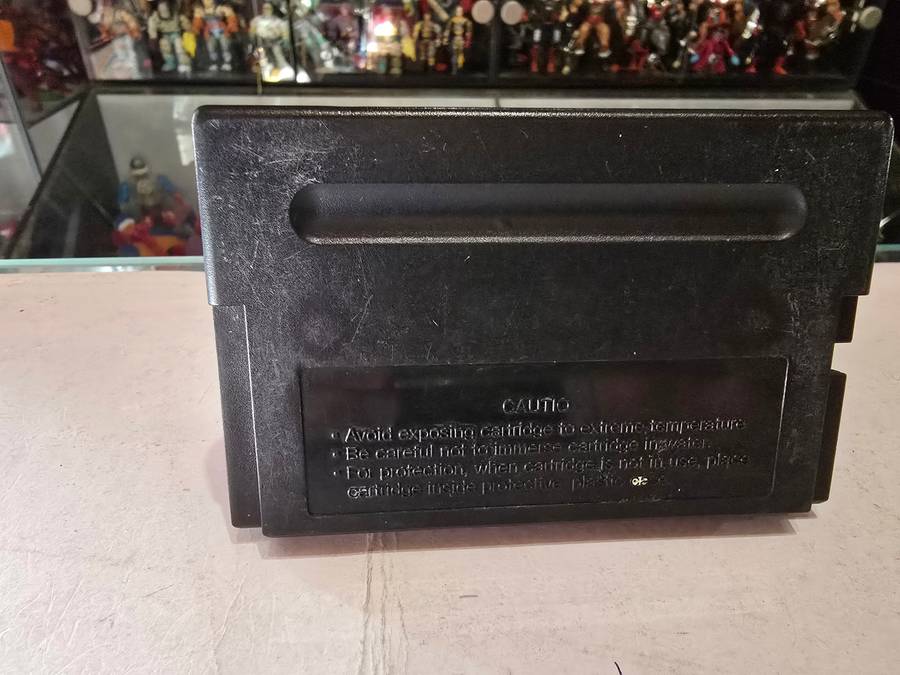 CAUTIO
• Avoid exposing cartridge to extreme temperature
• Be careful not to immerse cartridge in water.
• For protection, when cartridge is not in use, place
cartridge inside protective plastic